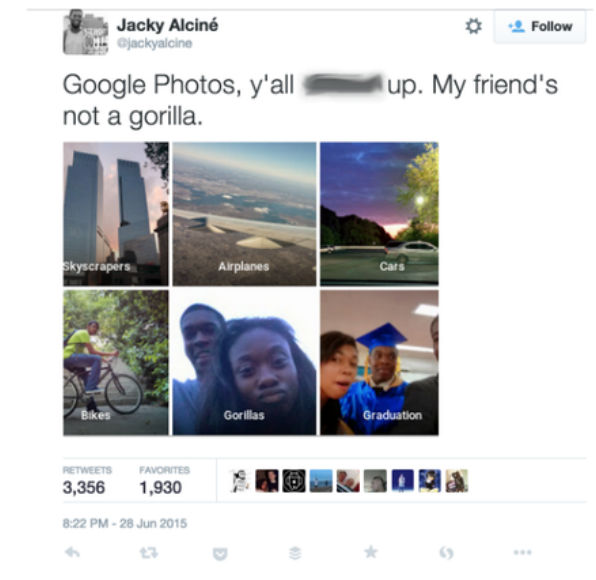 Jacky Alciné
@jackyalcine
Follow
Google Photos, y'all up. My friend's
not a gorilla.
Skyscrapers
Airplanes
Cars
Bikes
Gorillas
Graduation
RETWEETS
FAVORITES
3,356
1,930
8:22 PM - 28 Jun 2015